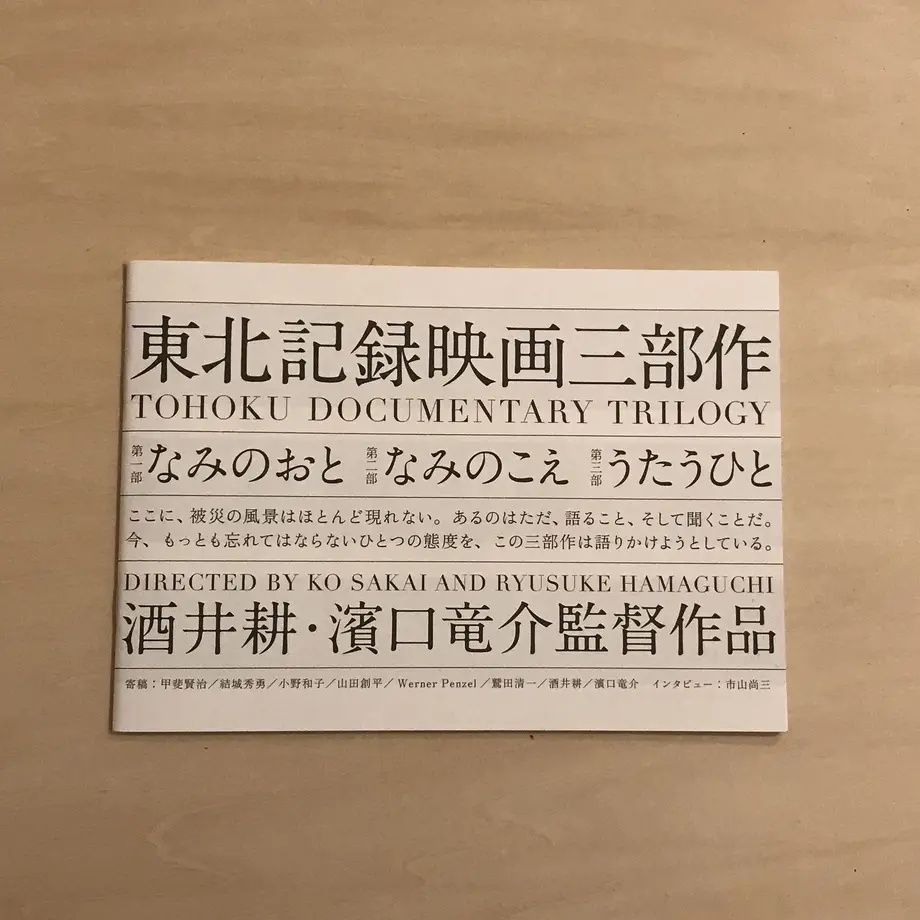 東北記録映画三部作
TOHOKU DOCUMENTARY TRILOGY
第一部 なみのおと 第二部 なみのこえ 第三部 うたうひと
ここに、被災の風景はほとんど現れない。あるのはただ、語ること、そして聞くことだ。
今、もっとも忘れてはならないひとつの態度を、この三部作は語りかけようとしている。
DIRECTED BY KO SAKAI AND RYUSUKE HAMAGUCHI
酒井耕・濱口竜介監督作品
寄稿：甲斐賢治／結城秀勇／小野和子／山田創平／Werner Penzel／鷲田清一／酒井耕／濱口竜介 インタビュー：市山尚三